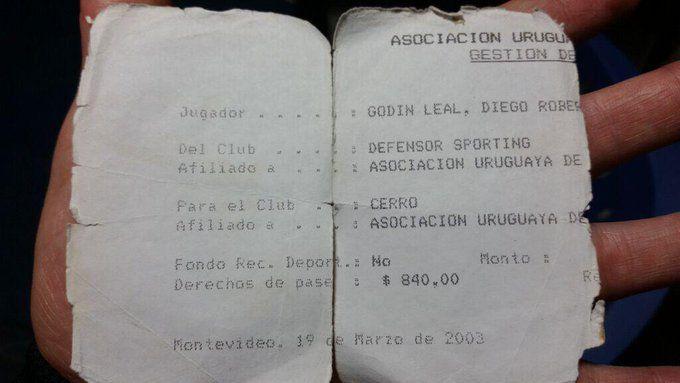 ASOCIACION URUGU
GESTION DE
Jugador . . . . . : GODIN LEAL, DIEGO ROBER
Del Club . . . . : DEFENSOR SPORTING
Afiliado a . . . : ASOCIACION URUGUAYA DE
Para el Club . . : CERRO
Afiliado a . . . : ASOCIACION URUGUAYA DE
Fondo Rec. Deport.: No Monto :
Derechos de pase : $ 840,00 Re
Montevideo, 19 de Marzo de 2003